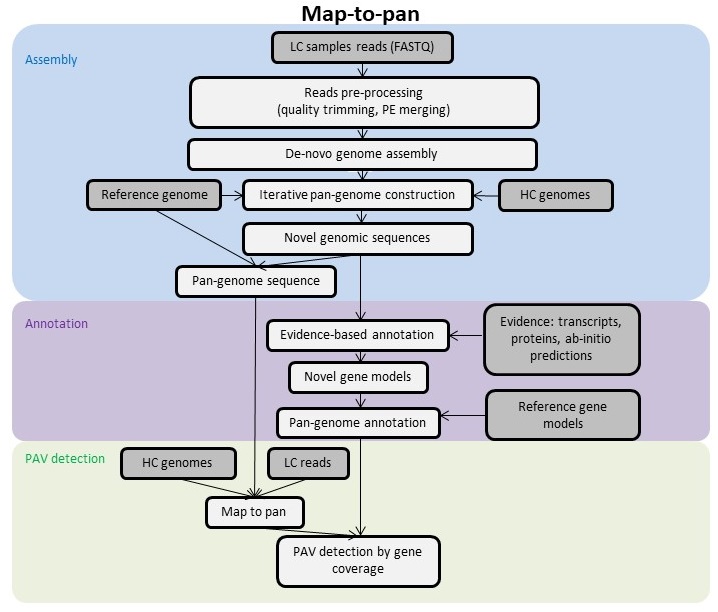 Map-to-pan
Assembly
LC samples reads (FASTQ)
Reads pre-processing
(quality trimming, PE merging)
De-novo genome assembly
Reference genome
Iterative pan-genome construction
HC genomes
Novel genomic sequences
Pan-genome sequence
Annotation
Evidence-based annotation
Evidence: transcripts,
proteins, ab-initio
predictions
Novel gene models
Pan-genome annotation
Reference gene
models
PAV detection
HC genomes
LC reads
Map to pan
PAV detection by gene
coverage